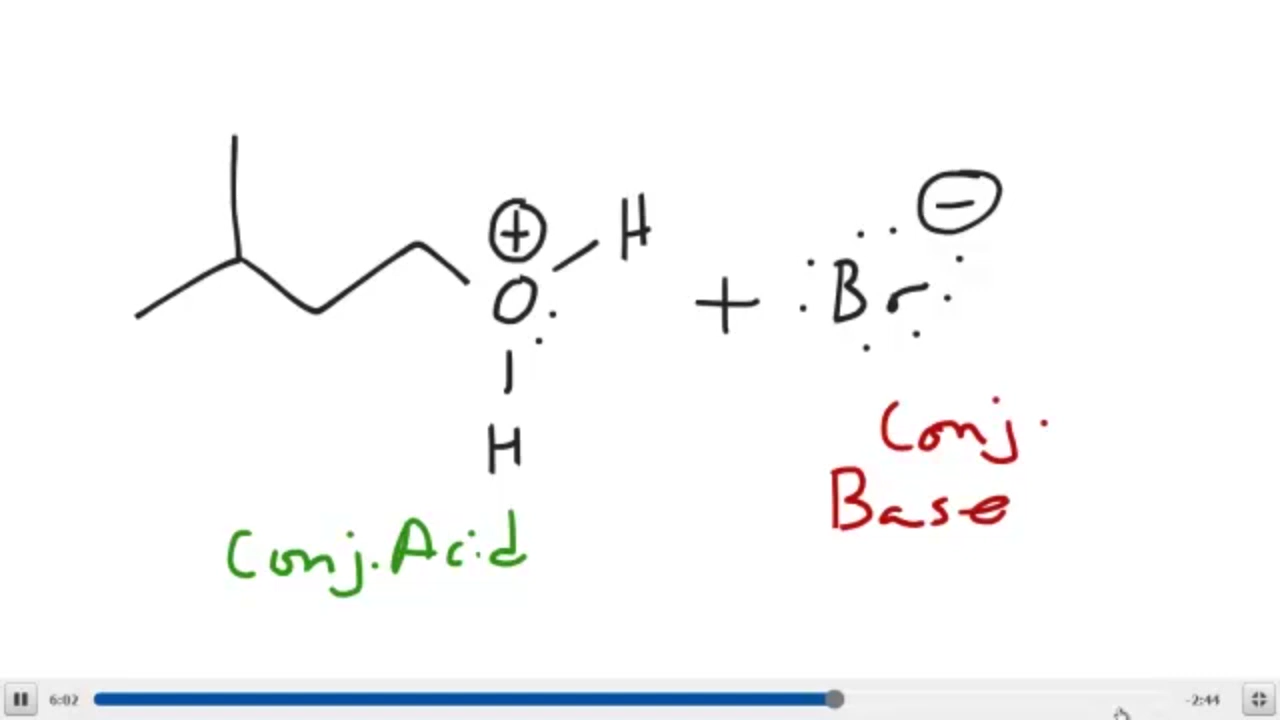 ⊕
H
O
+
Br
⊖
H
Conj.
Base
Conj. Acid
6:02
-2:44